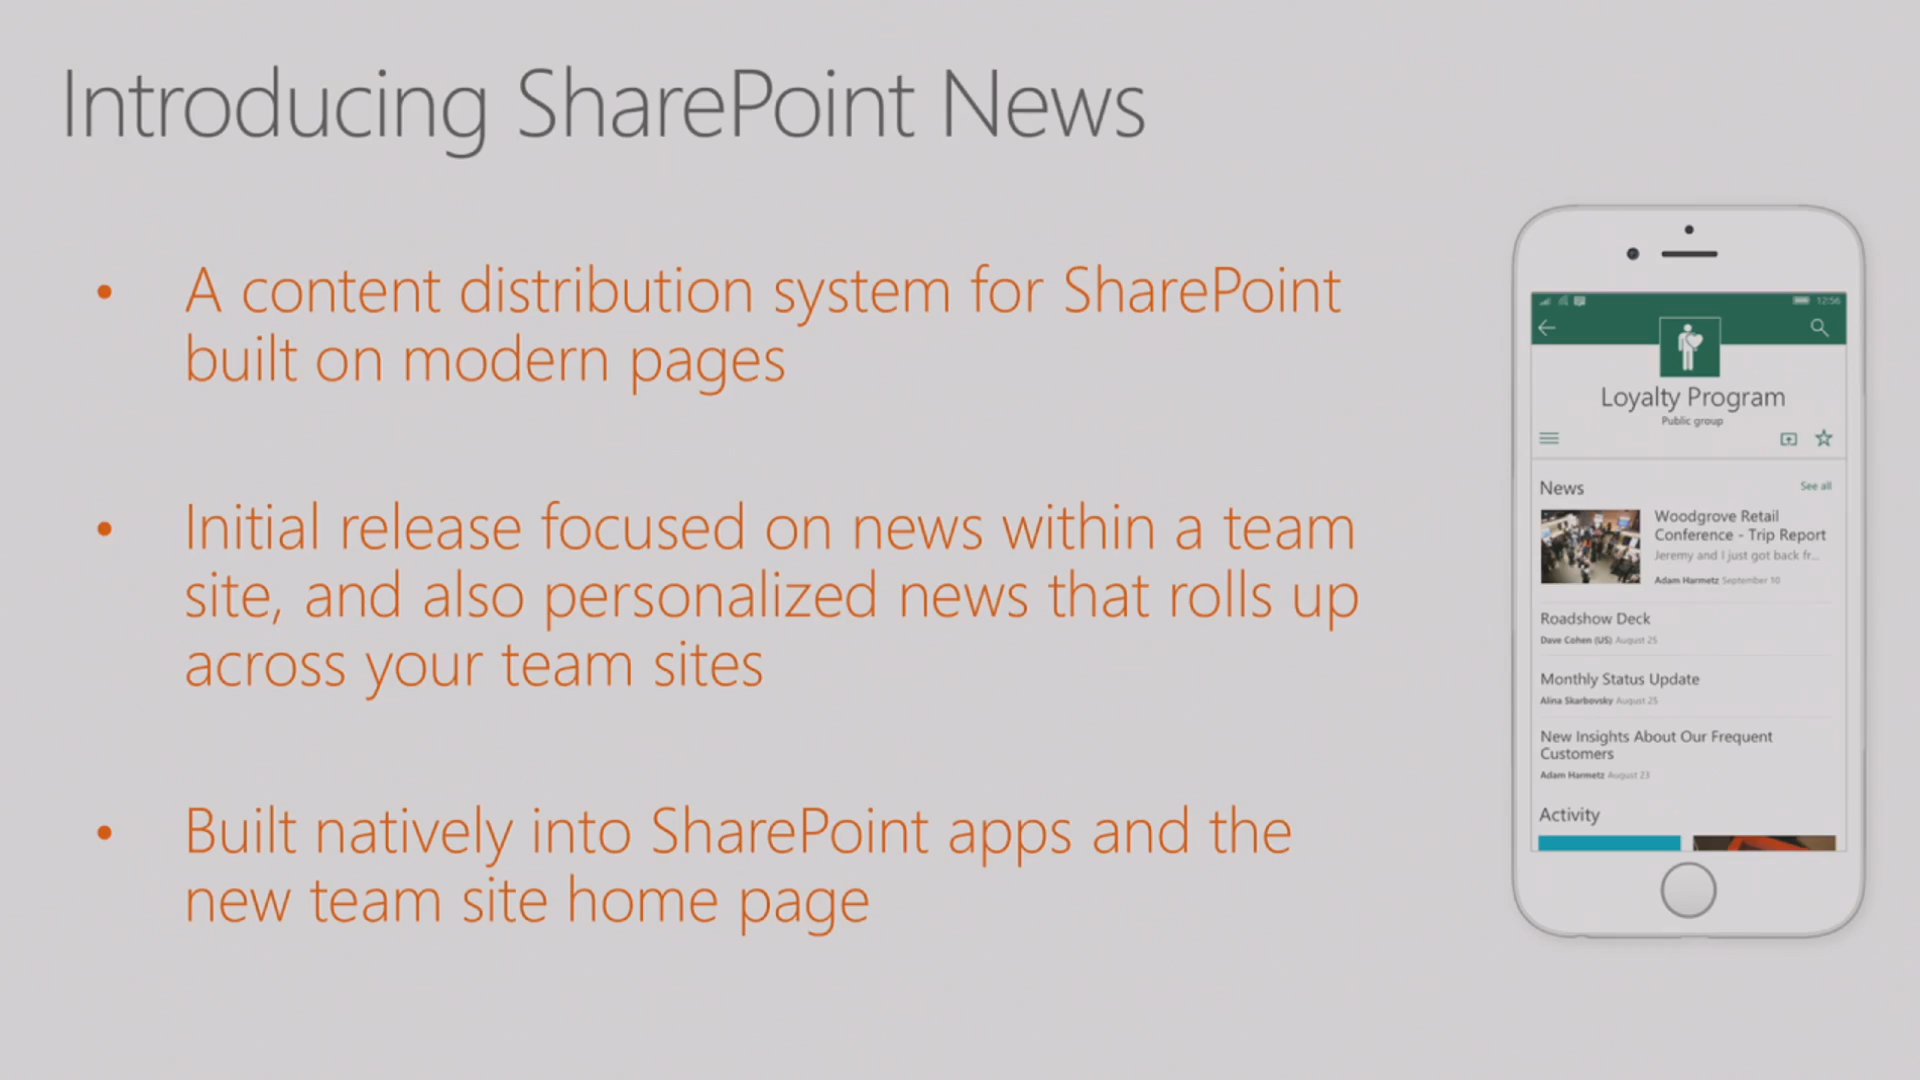 Introducing SharePoint News
• A content distribution system for SharePoint
built on modern pages
• Initial release focused on news within a team
site, and also personalized news that rolls up
across your team sites
• Built natively into SharePoint apps and the
new team site home page
12:56
Loyalty Program
Public group
News See all
Woodgrove Retail
Conference - Trip Report
Jeremy and I just got back fr...
Adam Harmetz September 10
Roadshow Deck
Dave Cohen (US) August 25
Monthly Status Update
Alina Skarbovsky August 25
New Insights About Our Frequent
Customers
Adam Harmetz August 23
Activity